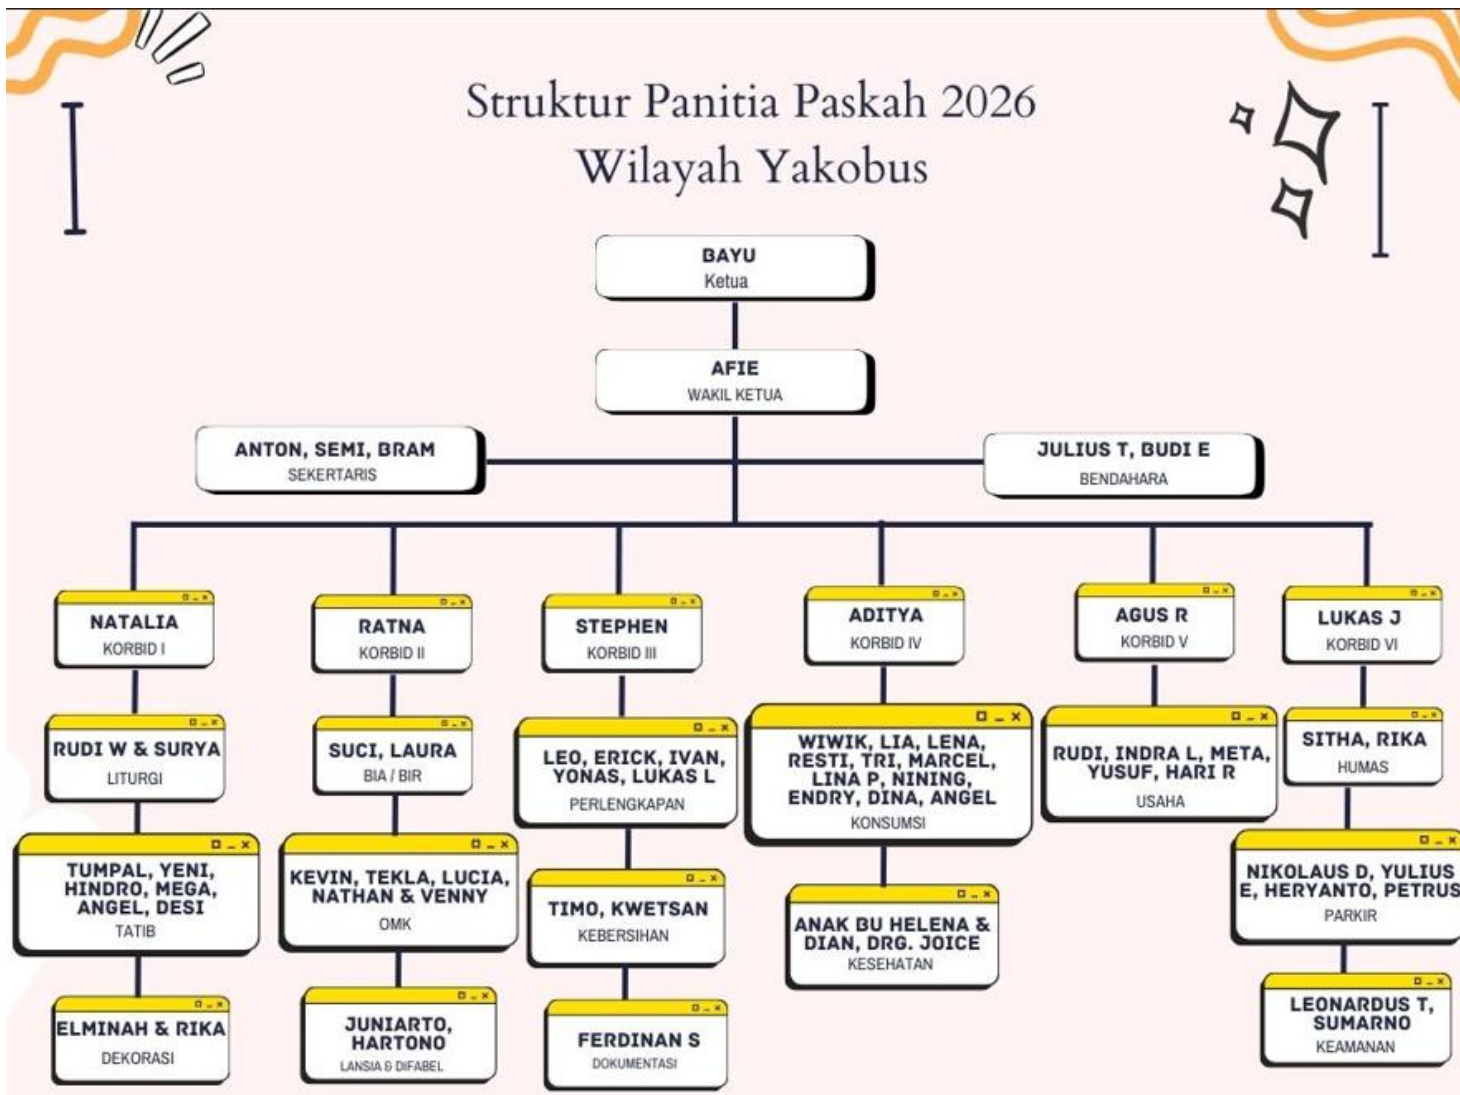 Struktur Panitia Paskah 2026
Wilayah Yakobus
BAYU
Ketua
AFIE
WAKIL KETUA
ANTON, SEMI, BRAM
SEKERTARIS
JULIUS T, BUDI E
BENDAHARA
NATALIA
KORBID I
RATNA
KORBID II
STEPHEN
KORBID III
ADITYA
KORBID IV
AGUS R
KORBID V
LUKAS J
KORBID VI
RUDI W & SURYA
LITURGI
SUCI, LAURA
BIA / BIR
LEO, ERICK, IVAN,
YONAS, LUKAS L
PERLENGKAPAN
WIWIK, LIA, LENA,
RESTI, TRI, MARCEL,
LINA P, NINING,
ENDRY, DINA, ANGEL
KONSUMSI
RUDI, INDRA L, META,
YUSUF, HARI R
USAHA
SITHA, RIKA
HUMAS
TUMPAL, YENI,
HINDRO, MEGA,
ANGEL, DESI
TATIB
KEVIN, TEKLA, LUCIA,
NATHAN & VENNY
OMK
TIMO, KWETSAN
KEBERSIHAN
ANAK BU HELENA &
DIAN, DRG. JOICE
KESEHATAN
NIKOLAUS D, YULIUS
E, HERYANTO, PETRUS
PARKIR
ELMINAH & RIKA
DEKORASI
JUNIARTO,
HARTONO
LANSIA & DIFABEL
FERDINAN S
DOKUMENTASI
LEONARDUS T,
SUMARNO
KEAMANAN